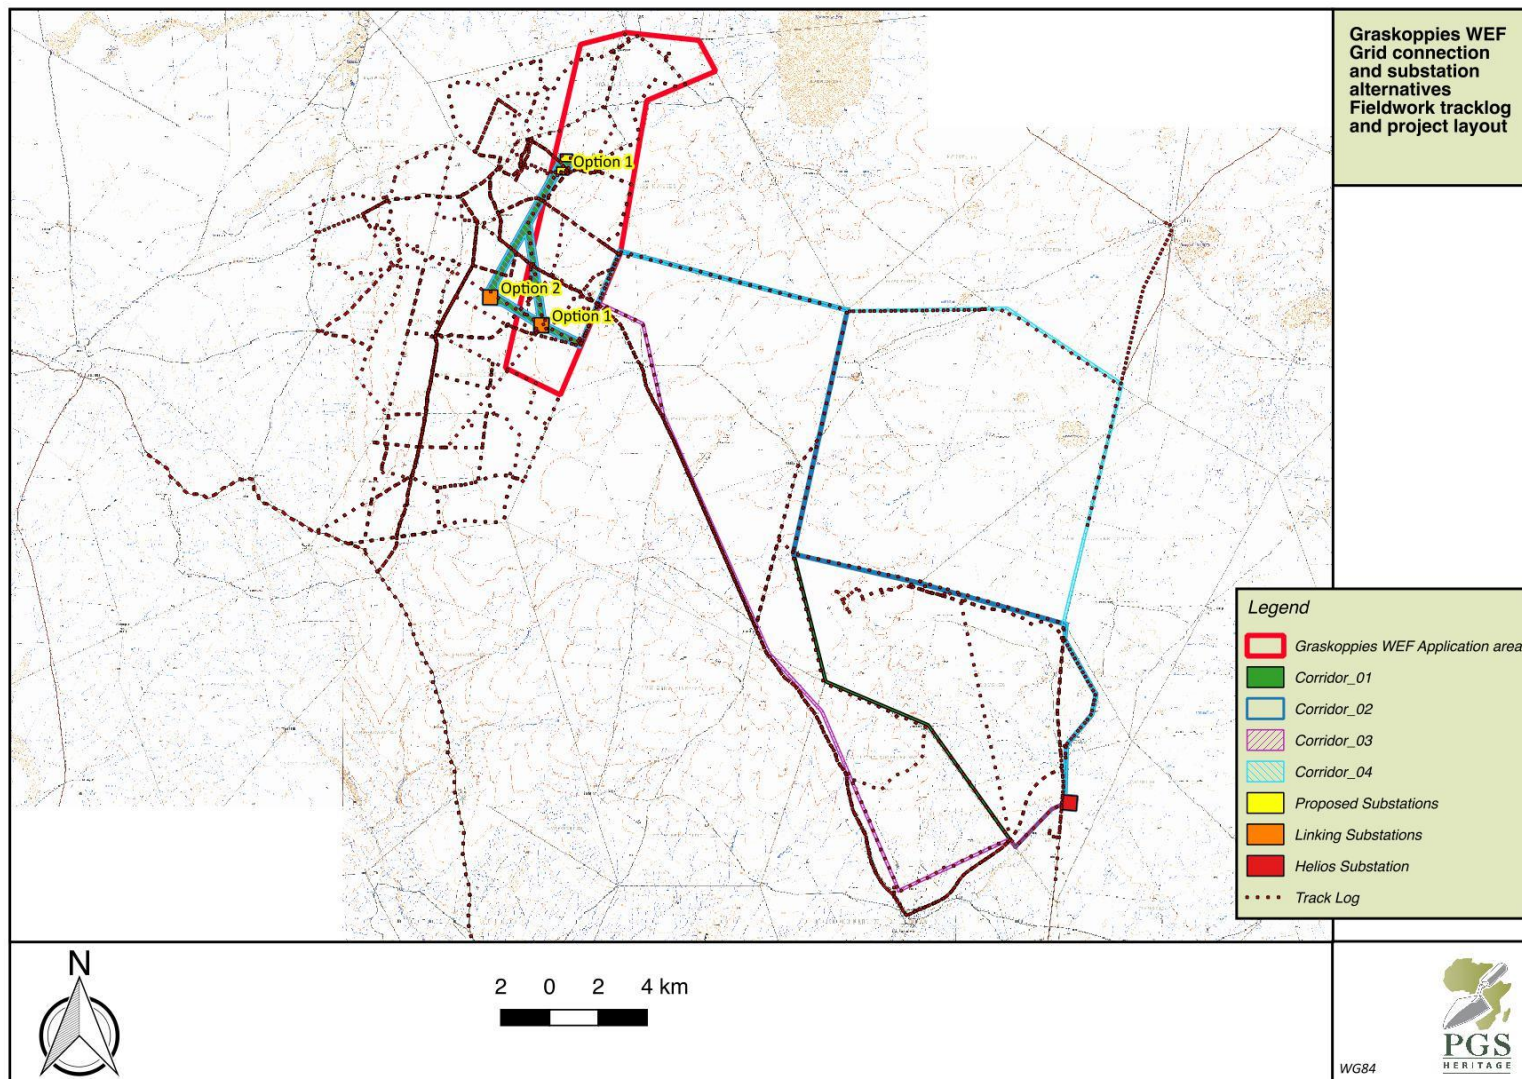 Graskoppies WEF
Grid connection
and substation
alternatives
Fieldwork tracklog
and project layout
Option 1
Option 2
Option 1
Legend
Graskoppies WEF Application area
Corridor_01
Corridor_02
Corridor_03
Corridor_04
Proposed Substations
Linking Substations
Helios Substation
Track Log
N
2 0 2 4 km
WG84
PGS
HERITAGE